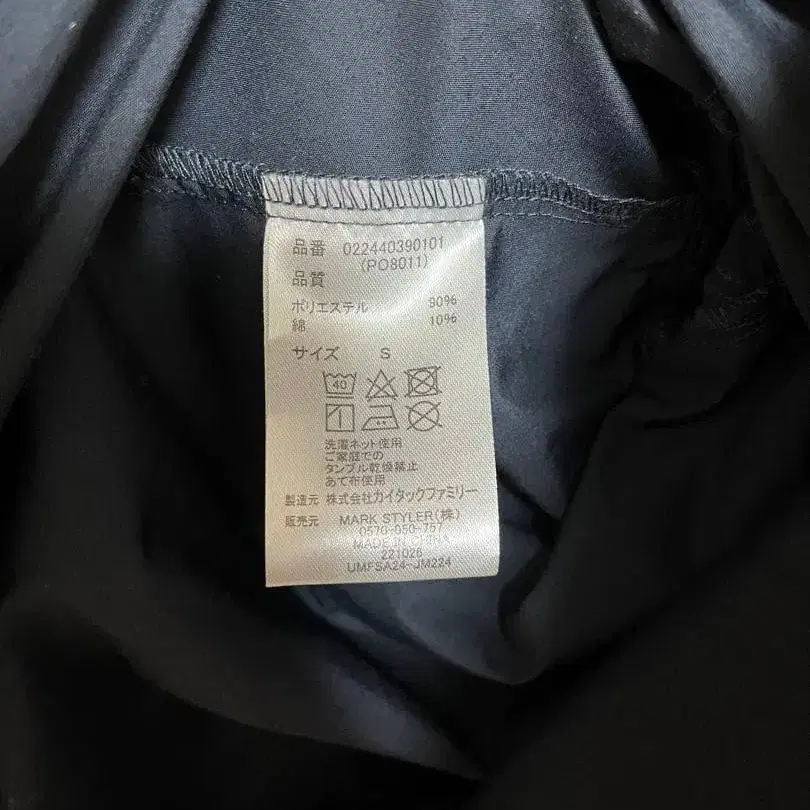 品番 022440390101
(PO8011)
品質
ポリエステル 90%
綿 10%
サイズ S
40
洗濯ネット使用
ご家庭での
タンブル乾燥禁止
あて布使用
製造元 株式会社カイタックファミリー
販売元 MARK STYLER(株)
0570-050-757
MADE IN CHINA
221026
UMFSA24-JM224